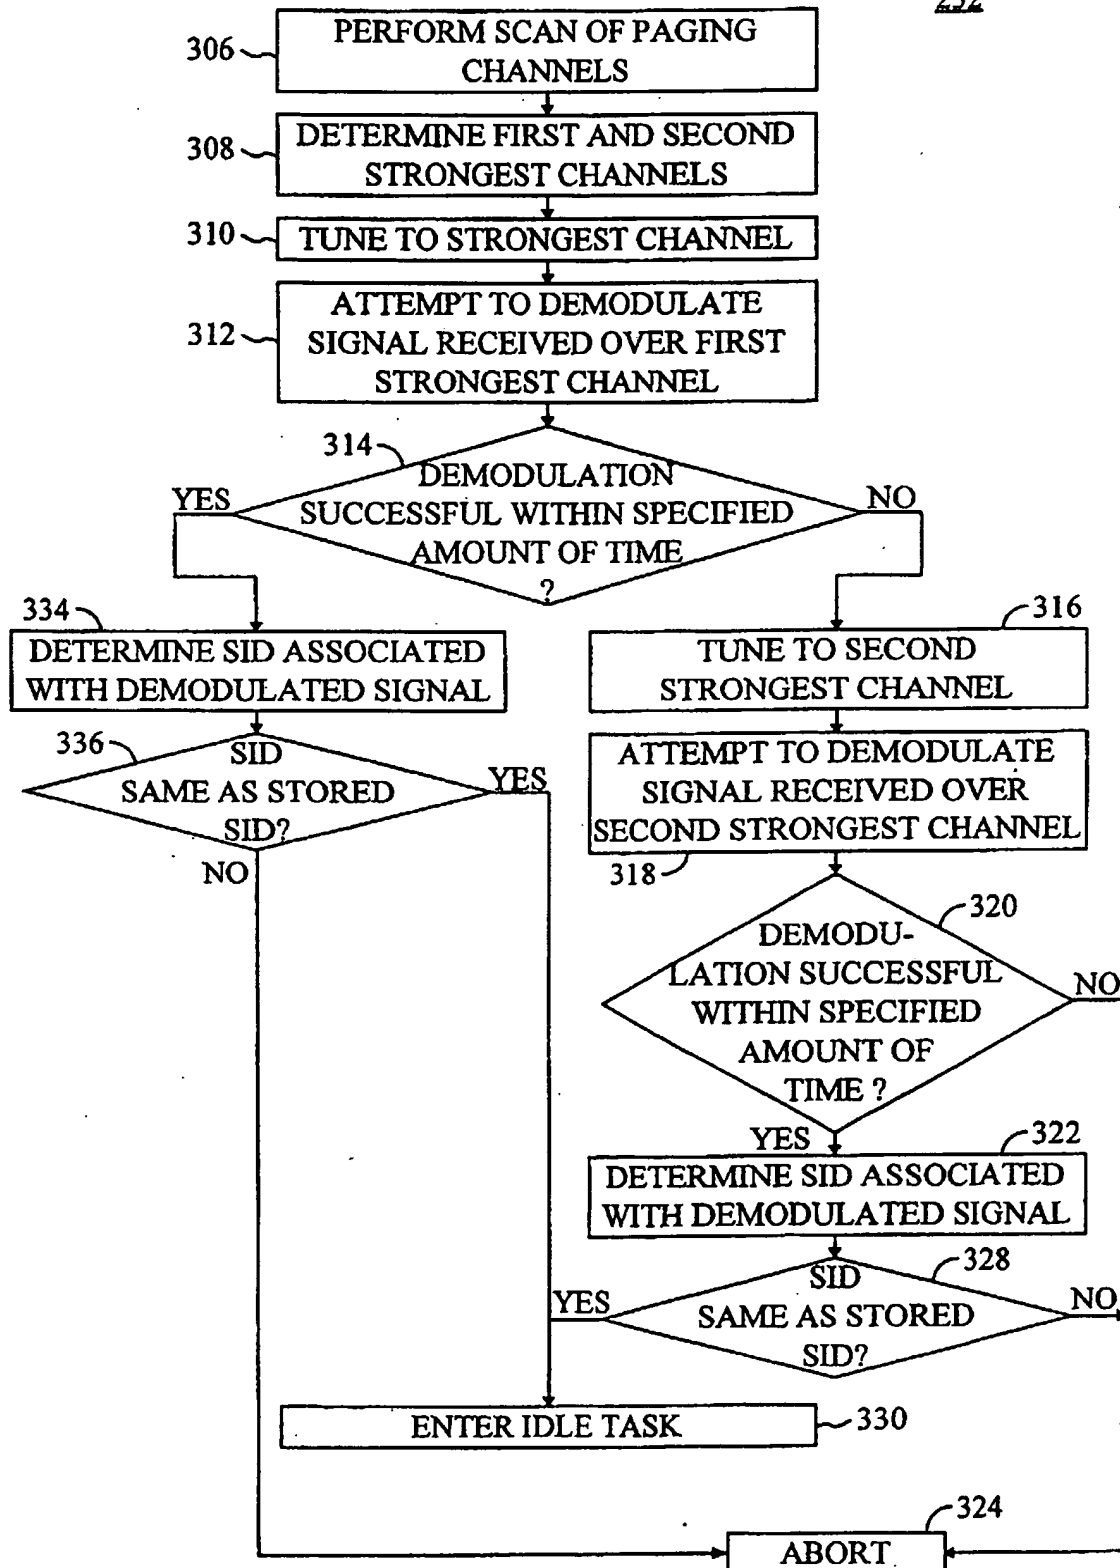 306
PERFORM SCAN OF PAGING
CHANNELS
308
DETERMINE FIRST AND SECOND
STRONGEST CHANNELS
310
TUNE TO STRONGEST CHANNEL
312
ATTEMPT TO DEMODULATE
SIGNAL RECEIVED OVER FIRST
STRONGEST CHANNEL
314
DEMODULATION
SUCCESSFUL WITHIN SPECIFIED
AMOUNT OF TIME
?
YES
NO
334
DETERMINE SID ASSOCIATED
WITH DEMODULATED SIGNAL
316
TUNE TO SECOND
STRONGEST CHANNEL
336
SID
SAME AS STORED
SID?
YES
NO
ATTEMPT TO DEMODULATE
SIGNAL RECEIVED OVER
SECOND STRONGEST CHANNEL
318
320
DEMODU-
LATION SUCCESSFUL
WITHIN SPECIFIED
AMOUNT OF
TIME ?
NO
YES
322
DETERMINE SID ASSOCIATED
WITH DEMODULATED SIGNAL
328
SID
SAME AS STORED
SID?
YES
NO
ENTER IDLE TASK
330
324
ABORT